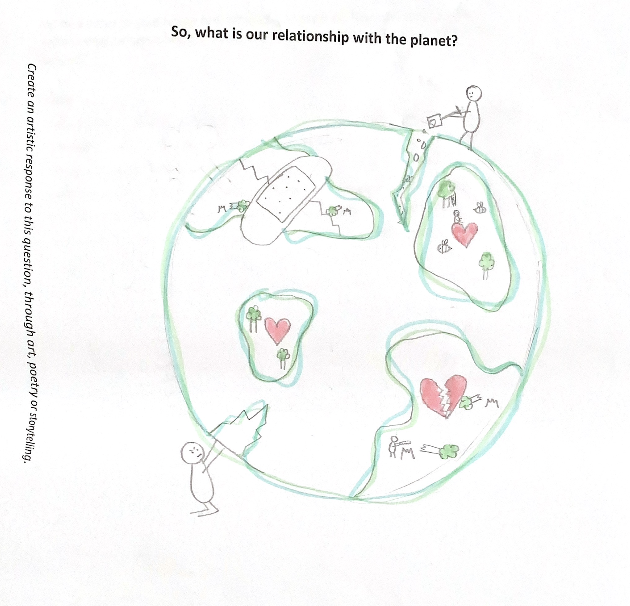 So, what is our relationship with the planet?
Create an artistic response to this question, through art, poetry or storytelling.